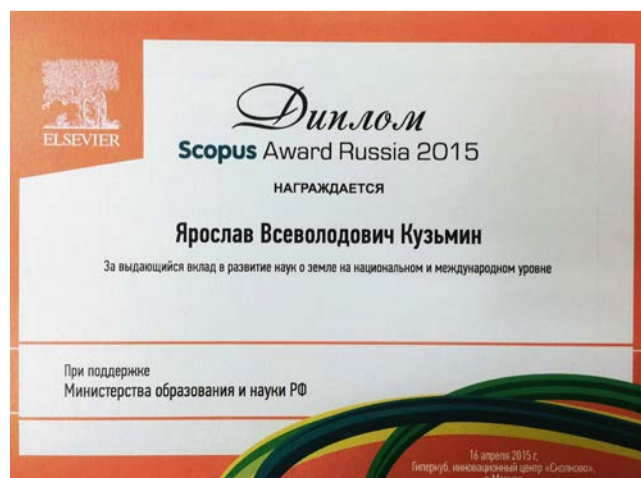 ELSEVIER
Диплом
Scopus Award Russia 2015
НАГРАЖДАЕТСЯ
Ярослав Всеволодович Кузьмин
За выдающийся вклад в развитие наук о земле на национальном и международном уровне
При поддержке
Министерства образования и науки РФ
16 апреля 2015 г,
Гиперкуб, инновационный центр «Сколково»,